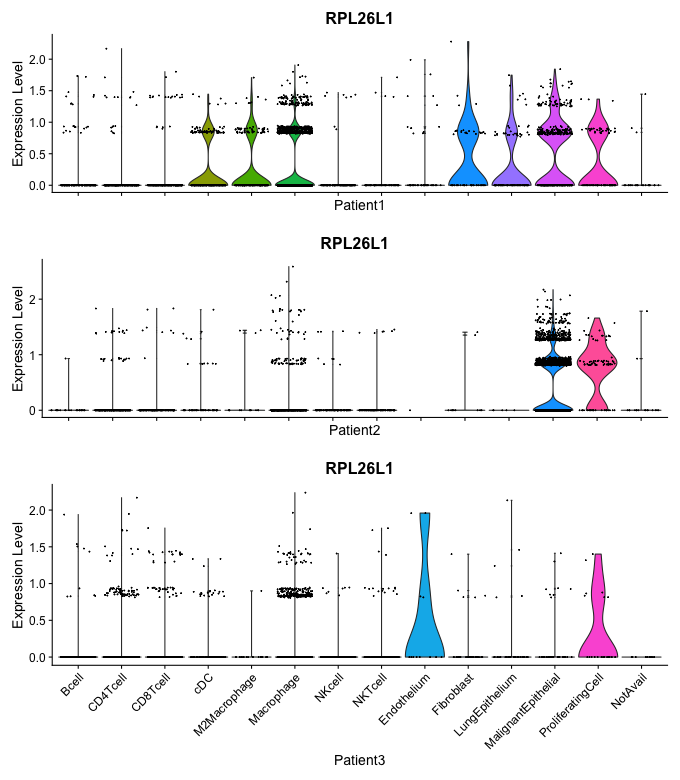 RPL26L1
Expression Level
2.0
1.5
1.0
0.5
0.0
Patient1
RPL26L1
Expression Level
2
1
0
Patient2
RPL26L1
Expression Level
2.0
1.5
1.0
0.5
0.0
Bcell
CD4Tcell
CD8Tcell
cDC
M2Macrophage
Macrophage
NKcell
NKTcell
Endothelium
Fibroblast
LungEpithelium
MalignantEpithelial
ProliferatingCell
NotAvail
Patient3